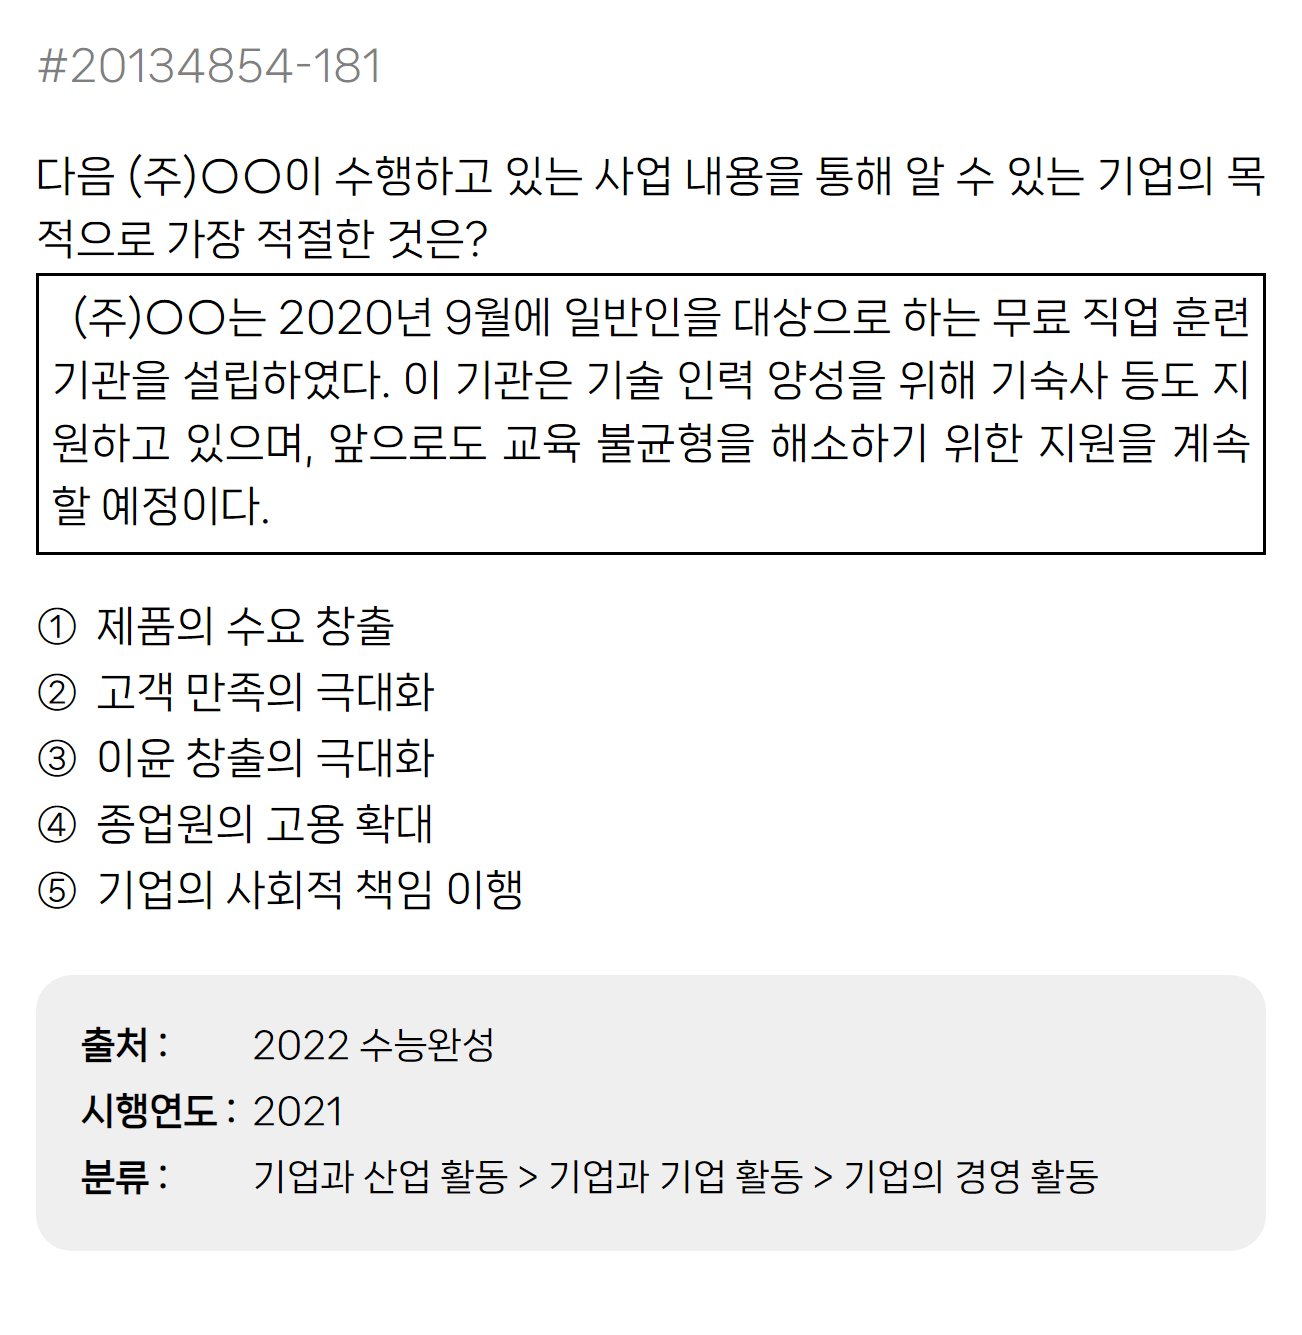 #20134854-181
다음 (주)○○이 수행하고 있는 사업 내용을 통해 알 수 있는 기업의 목
적으로 가장 적절한 것은?
(주)○○는 2020년 9월에 일반인을 대상으로 하는 무료 직업 훈련
기관을 설립하였다. 이 기관은 기술 인력 양성을 위해 기숙사 등도 지
원하고 있으며, 앞으로도 교육 불균형을 해소하기 위한 지원을 계속
할 예정이다.
① 제품의 수요 창출
② 고객 만족의 극대화
③ 이윤 창출의 극대화
④ 종업원의 고용 확대
⑤ 기업의 사회적 책임 이행
출처 : 2022 수능완성
시행연도 : 2021
분류 : 기업과 산업 활동 > 기업과 기업 활동 > 기업의 경영 활동